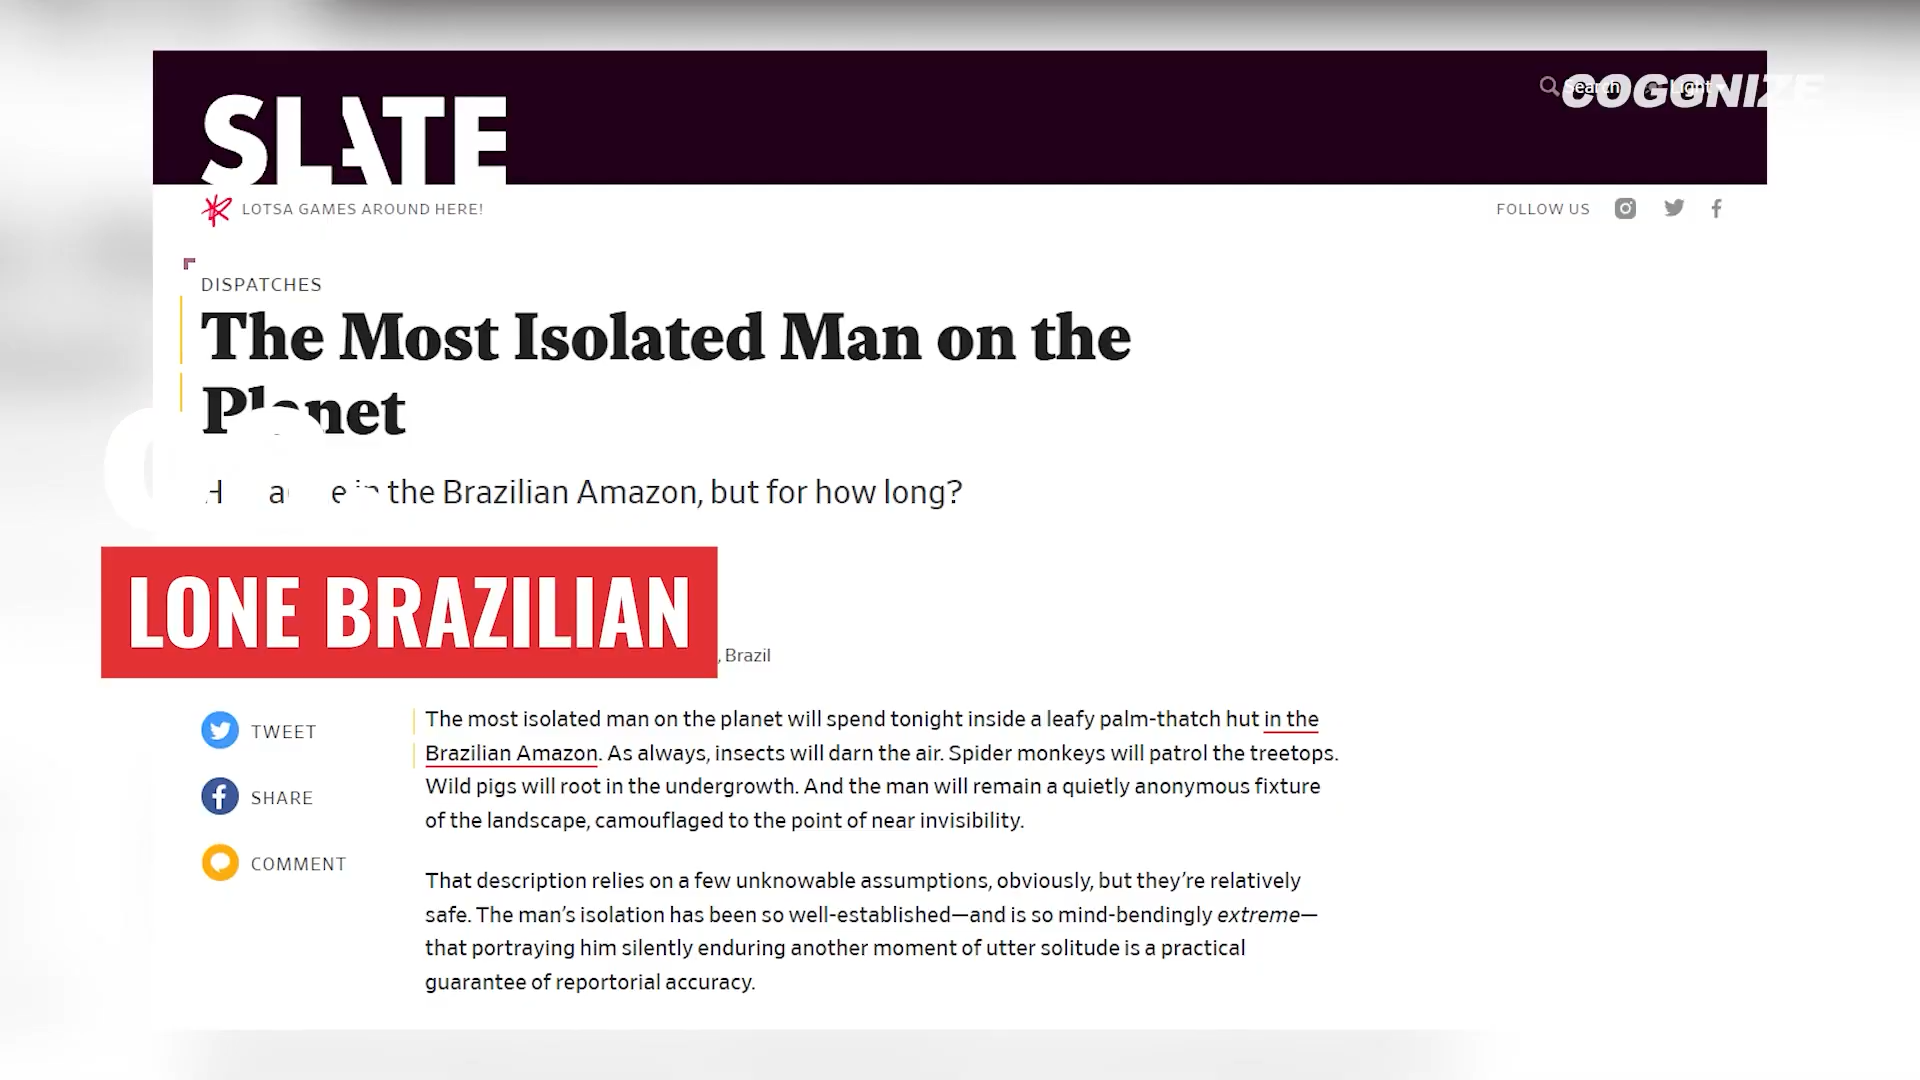 SLATE
Search
Light
COGGNIZE
LOTSA GAMES AROUND HERE!
FOLLOW US
DISPATCHES
The Most Isolated Man on the
Planet
in the Brazilian Amazon, but for how long?
LONE BRAZILIAN
, Brazil
TWEET
SHARE
COMMENT
The most isolated man on the planet will spend tonight inside a leafy palm-thatch hut in the
Brazilian Amazon. As always, insects will darn the air. Spider monkeys will patrol the treetops.
Wild pigs will root in the undergrowth. And the man will remain a quietly anonymous fixture
of the landscape, camouflaged to the point of near invisibility.
That description relies on a few unknowable assumptions, obviously, but they’re relatively
safe. The man’s isolation has been so well-established—and is so mind-bendingly extreme—
that portraying him silently enduring another moment of utter solitude is a practical
guarantee of reportorial accuracy.